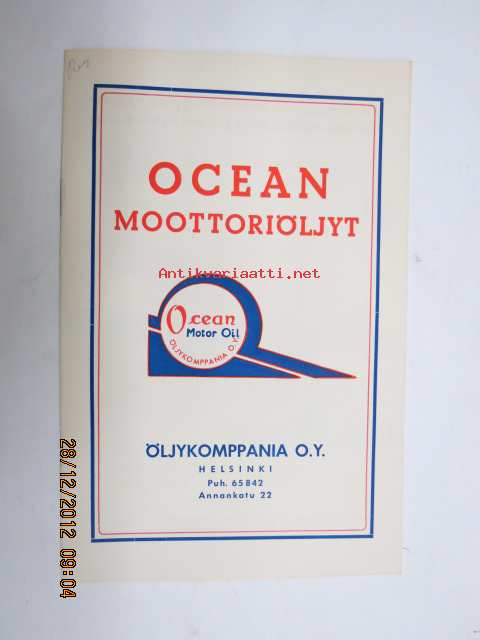 OCEAN
MOOTTORIÖLJYT
Antikvariaatti.net
Ocean
Motor Oil
ÖLJYKOMPPANIA O.Y.
ÖLJYKOMPPANIA O.Y.
HELSINKI
Puh. 65842
Annankatu 22
28/12/2012 09:04